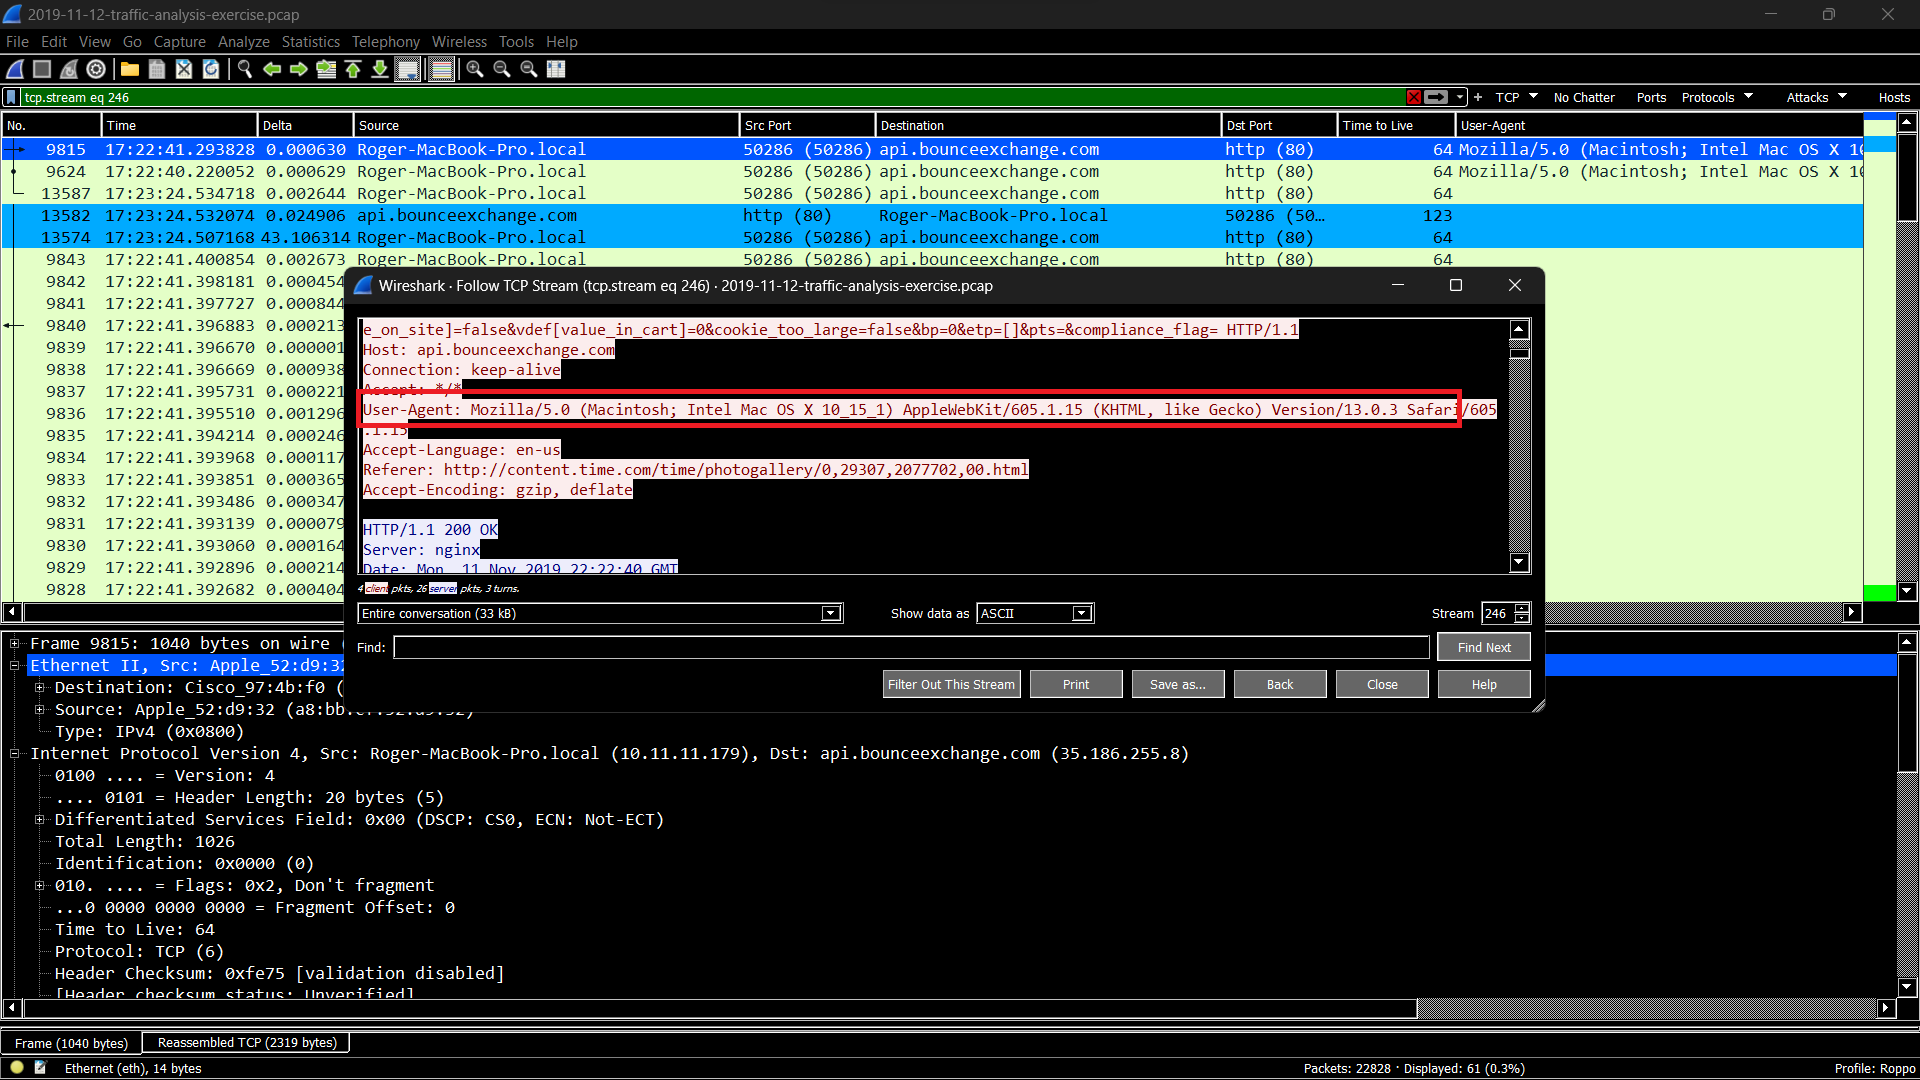 2019-11-12-traffic-analysis-exercise.pcap
File Edit View Go Capture Analyze Statistics Telephony Wireless Tools Help
tcp.stream eq 246 + TCP No Chatter Ports Protocols Attacks Hosts
No. Time Delta Source Src Port Destination Dst Port Time to Live User-Agent
9815 17:22:41.293828 0.000630 Roger-MacBook-Pro.local 50286 (50286) api.bounceexchange.com http (80) 64 Mozilla/5.0 (Macintosh; Intel Mac OS X 10
9624 17:22:40.220052 0.000629 Roger-MacBook-Pro.local 50286 (50286) api.bounceexchange.com http (80) 64 Mozilla/5.0 (Macintosh; Intel Mac OS X 10
13587 17:23:24.534718 0.002644 Roger-MacBook-Pro.local 50286 (50286) api.bounceexchange.com http (80) 64
13582 17:23:24.532074 0.024906 api.bounceexchange.com http (80) Roger-MacBook-Pro.local 50286 (50… 123
13574 17:23:24.507168 43.106314 Roger-MacBook-Pro.local 50286 (50286) api.bounceexchange.com http (80) 64
9843 17:22:41.400854 0.002673 Roger-MacBook-Pro.local 50286 (50286) api.bounceexchange.com http (80) 64
9842 17:22:41.398181 0.000454
9841 17:22:41.397727 0.000844
9840 17:22:41.396883 0.000213
9839 17:22:41.396670 0.000001
9838 17:22:41.396669 0.000938
9837 17:22:41.395731 0.000221
9836 17:22:41.395510 0.001296
9835 17:22:41.394214 0.000246
9834 17:22:41.393968 0.000117
9833 17:22:41.393851 0.000365
9832 17:22:41.393486 0.000347
9831 17:22:41.393139 0.000079
9830 17:22:41.393060 0.000164
9829 17:22:41.392896 0.000214
9828 17:22:41.392682 0.000404
Wireshark · Follow TCP Stream (tcp.stream eq 246) · 2019-11-12-traffic-analysis-exercise.pcap
e_on_site]=false&vdef[value_in_cart]=0&cookie_too_large=false&bp=0&etp=[]&pts=&compliance_flag= HTTP/1.1
Host: api.bounceexchange.com
Connection: keep-alive
Accept: */*
User-Agent: Mozilla/5.0 (Macintosh; Intel Mac OS X 10_15_1) AppleWebKit/605.1.15 (KHTML, like Gecko) Version/13.0.3 Safari/605
.1.15
Accept-Language: en-us
Referer: http://content.time.com/time/photogallery/0,29307,2077702,00.html
Accept-Encoding: gzip, deflate
HTTP/1.1 200 OK
Server: nginx
Date: Mon, 11 Nov 2019 22:22:40 GMT
4 client pkts, 26 server pkts, 3 turns.
Entire conversation (33 kB) Show data as ASCII Stream 246
Find: Find Next
Filter Out This Stream Print Save as... Back Close Help
Frame 9815: 1040 bytes on wire (
Ethernet II, Src: Apple_52:d9:32
Destination: Cisco_97:4b:f0 (
Source: Apple_52:d9:32
Type: IPv4 (0x0800)
Internet Protocol Version 4, Src: Roger-MacBook-Pro.local (10.11.11.179), Dst: api.bounceexchange.com (35.186.255.8)
0100 .... = Version: 4
.... 0101 = Header Length: 20 bytes (5)
Differentiated Services Field: 0x00 (DSCP: CS0, ECN: Not-ECT)
Total Length: 1026
Identification: 0x0000 (0)
010. .... = Flags: 0x2, Don't fragment
...0 0000 0000 0000 = Fragment Offset: 0
Time to Live: 64
Protocol: TCP (6)
Header Checksum: 0xfe75 [validation disabled]
[Header checksum status: Unverified]
Frame (1040 bytes) Reassembled TCP (2319 bytes)
Ethernet (eth), 14 bytes Packets: 22828 · Displayed: 61 (0.3%) Profile: Roppo